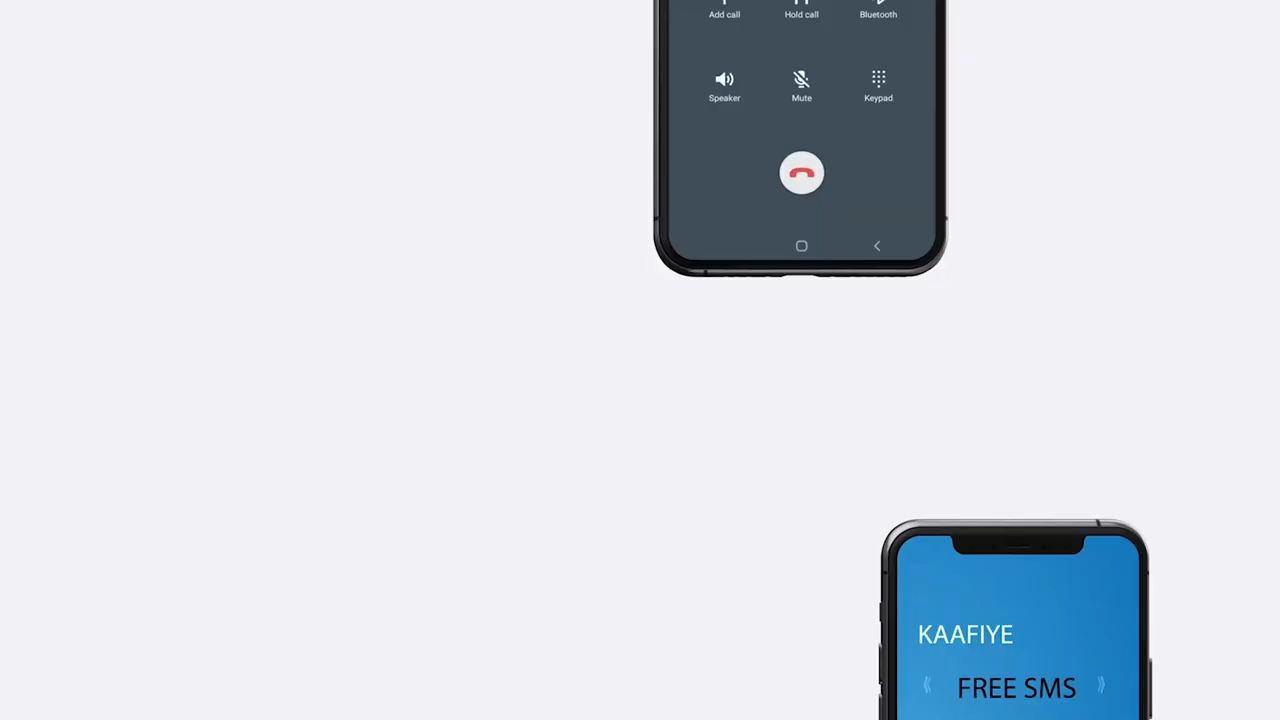 Add call Hold call Bluetooth
Speaker Mute Keypad
KAAFIYE
FREE SMS